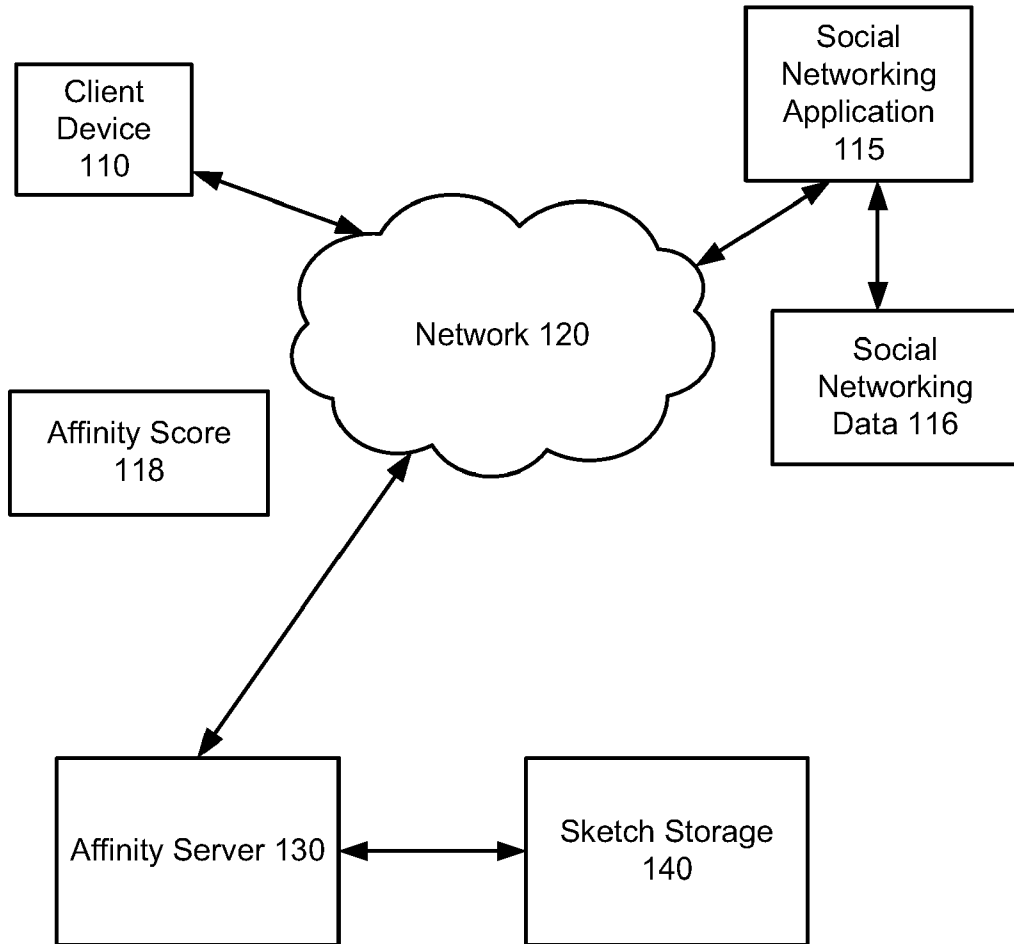 Client
Device
110
Social
Networking
Application
115
Network 120
Social
Networking
Data 116
Affinity Score
118
Affinity Server 130
Sketch Storage
140